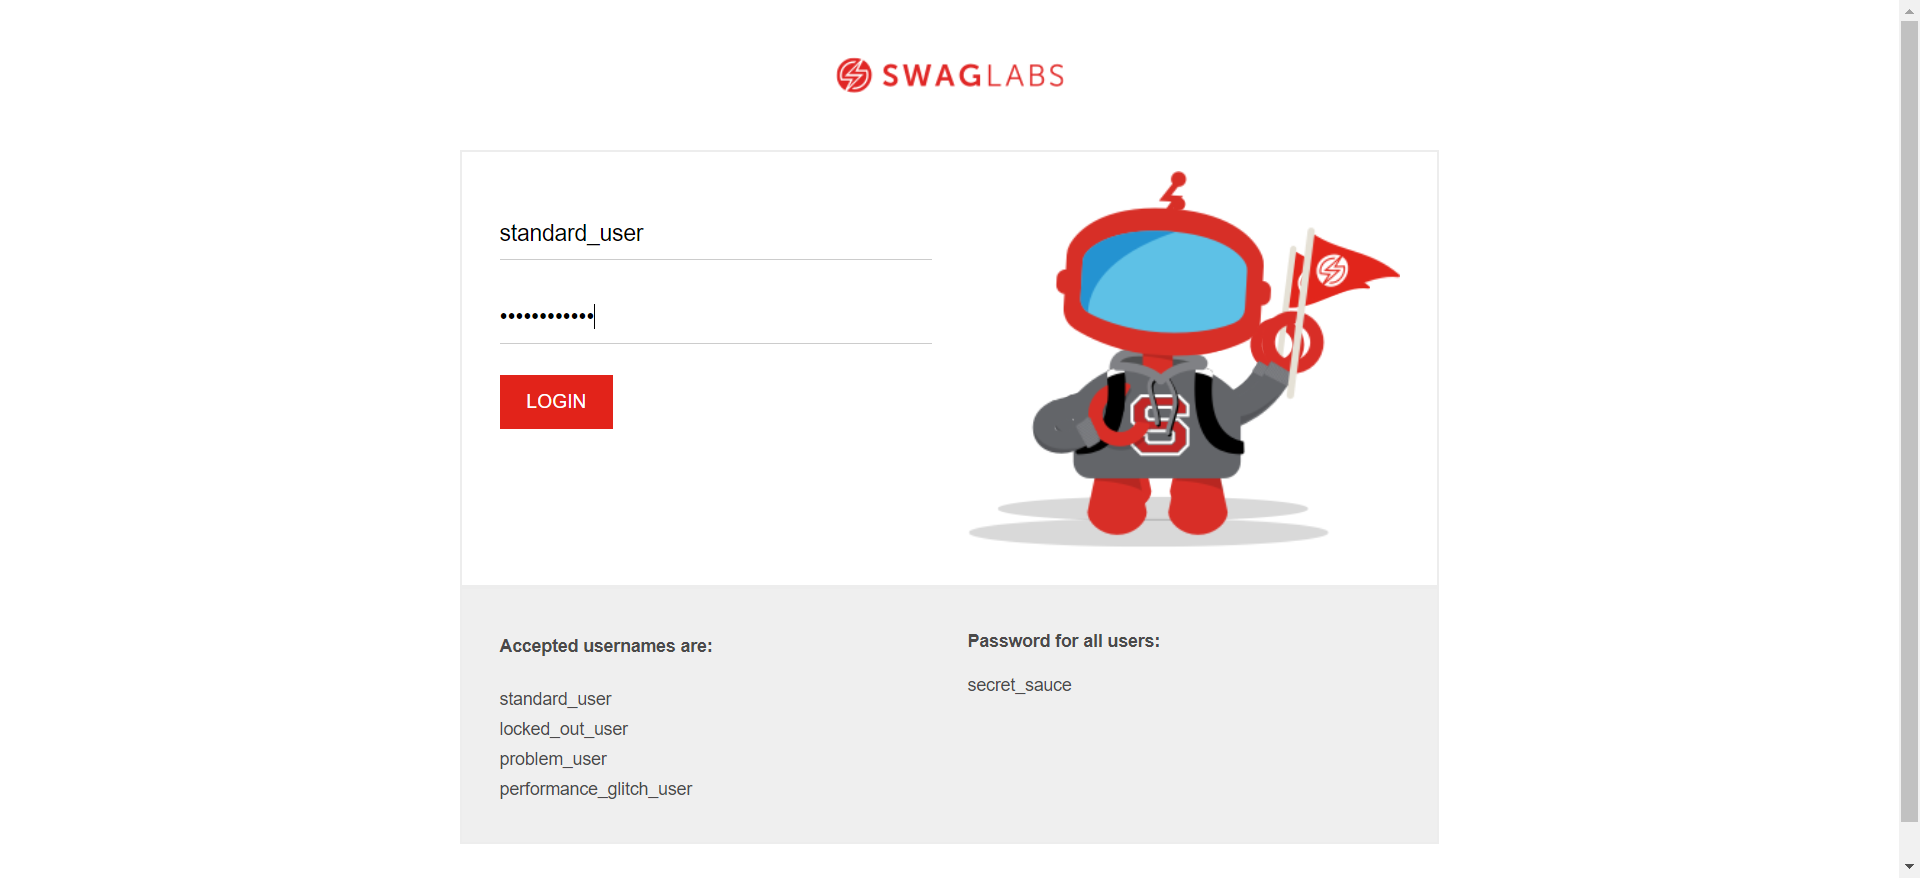 SWAGLABS
standard_user
••••••••••••
LOGIN
S
Accepted usernames are:
standard_user
locked_out_user
problem_user
performance_glitch_user
Password for all users:
secret_sauce